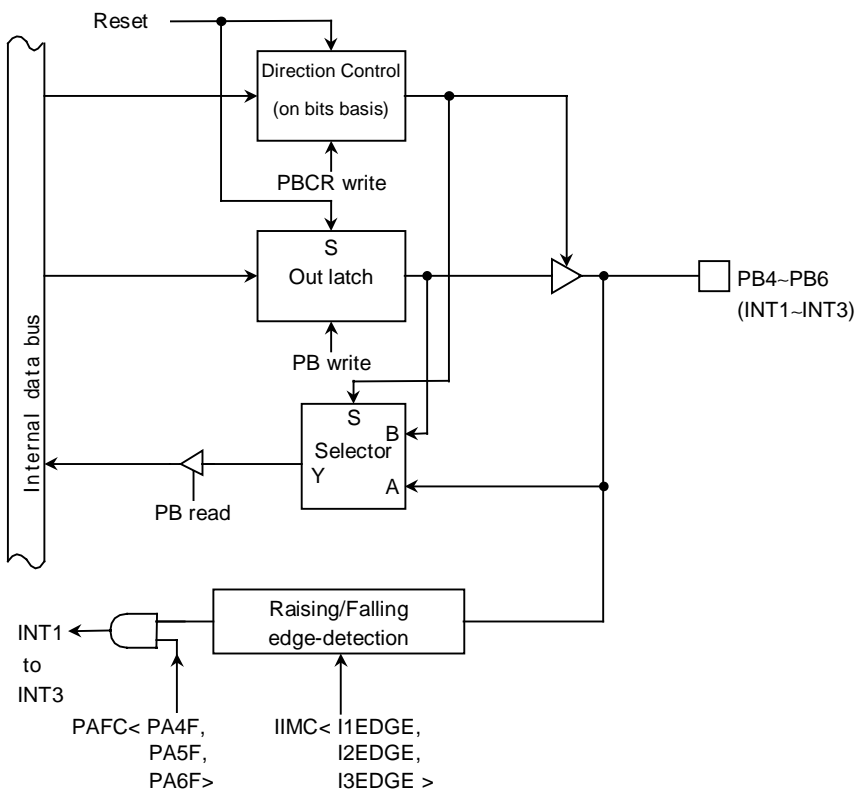 Reset
Direction Control
(on bits basis)
PBCR write
S
Out latch
PB4~PB6
(INT1~INT3)
PB write
Internal data bus
S
B
Selector
Y
A
PB read
Raising/Falling
edge-detection
INT1
to
INT3
PAFC< PA4F,
PA5F,
PA6F>
IIMC< I1EDGE,
I2EDGE,
I3EDGE >